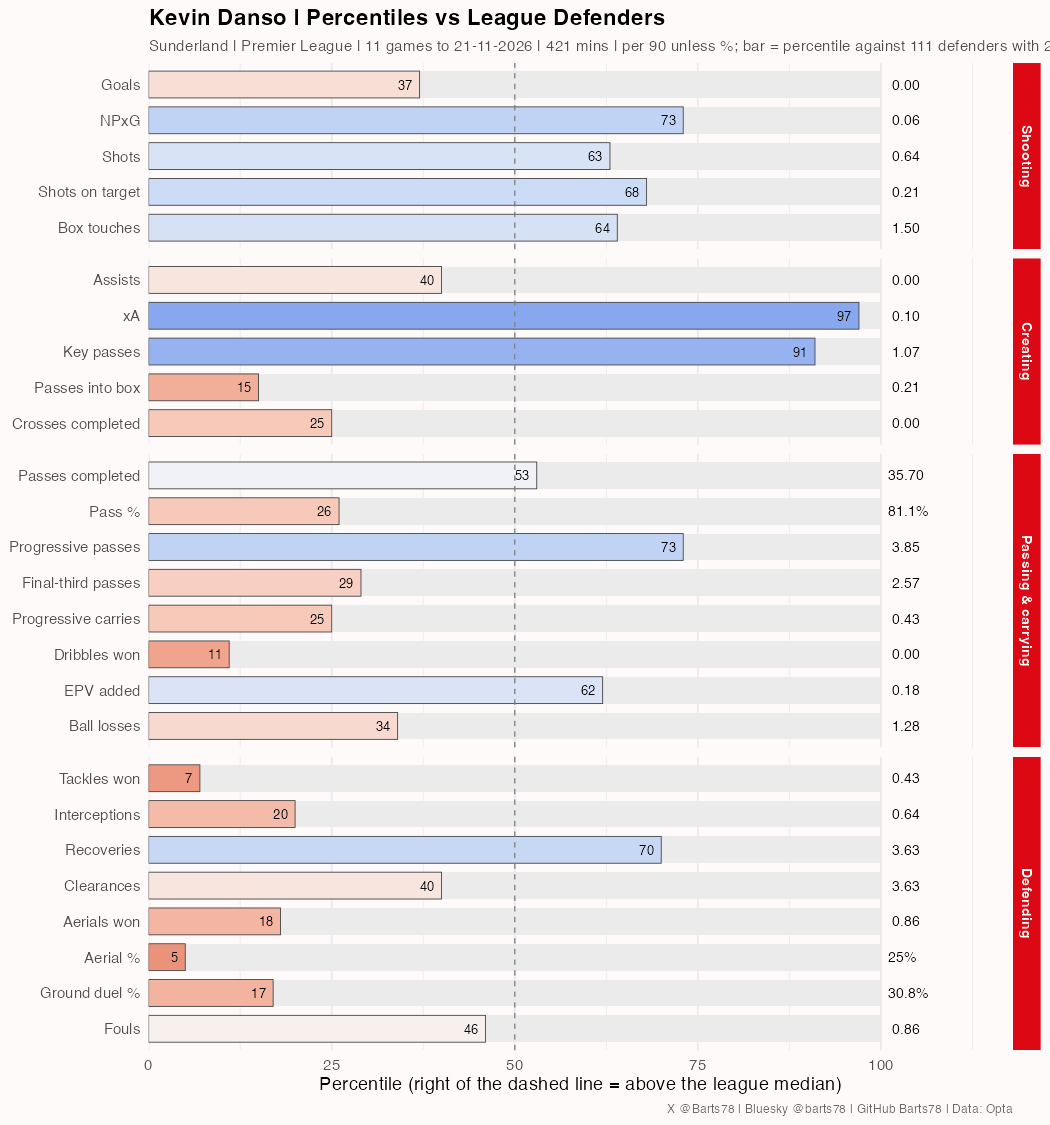 Kevin Danso | Percentiles vs League Defenders
Sunderland | Premier League | 11 games to 21-11-2026 | 421 mins | per 90 unless %; bar = percentile against 111 defenders with 2
Goals 37 0.00
NPxG 73 0.06
Shots 63 0.64
Shots on target 68 0.21
Box touches 64 1.50
Shooting
Assists 40 0.00
xA 97 0.10
Key passes 91 1.07
Passes into box 15 0.21
Crosses completed 25 0.00
Creating
Passes completed 53 35.70
Pass % 26 81.1%
Progressive passes 73 3.85
Final-third passes 29 2.57
Progressive carries 25 0.43
Dribbles won 11 0.00
EPV added 62 0.18
Ball losses 34 1.28
Passing & carrying
Tackles won 7 0.43
Interceptions 20 0.64
Recoveries 70 3.63
Clearances 40 3.63
Aerials won 18 0.86
Aerial % 5 25%
Ground duel % 17 30.8%
Fouls 46 0.86
Defending
0 25 50 75 100
Percentile (right of the dashed line = above the league median)
X @Barts78 | Bluesky @barts78 | GitHub Barts78 | Data: Opta